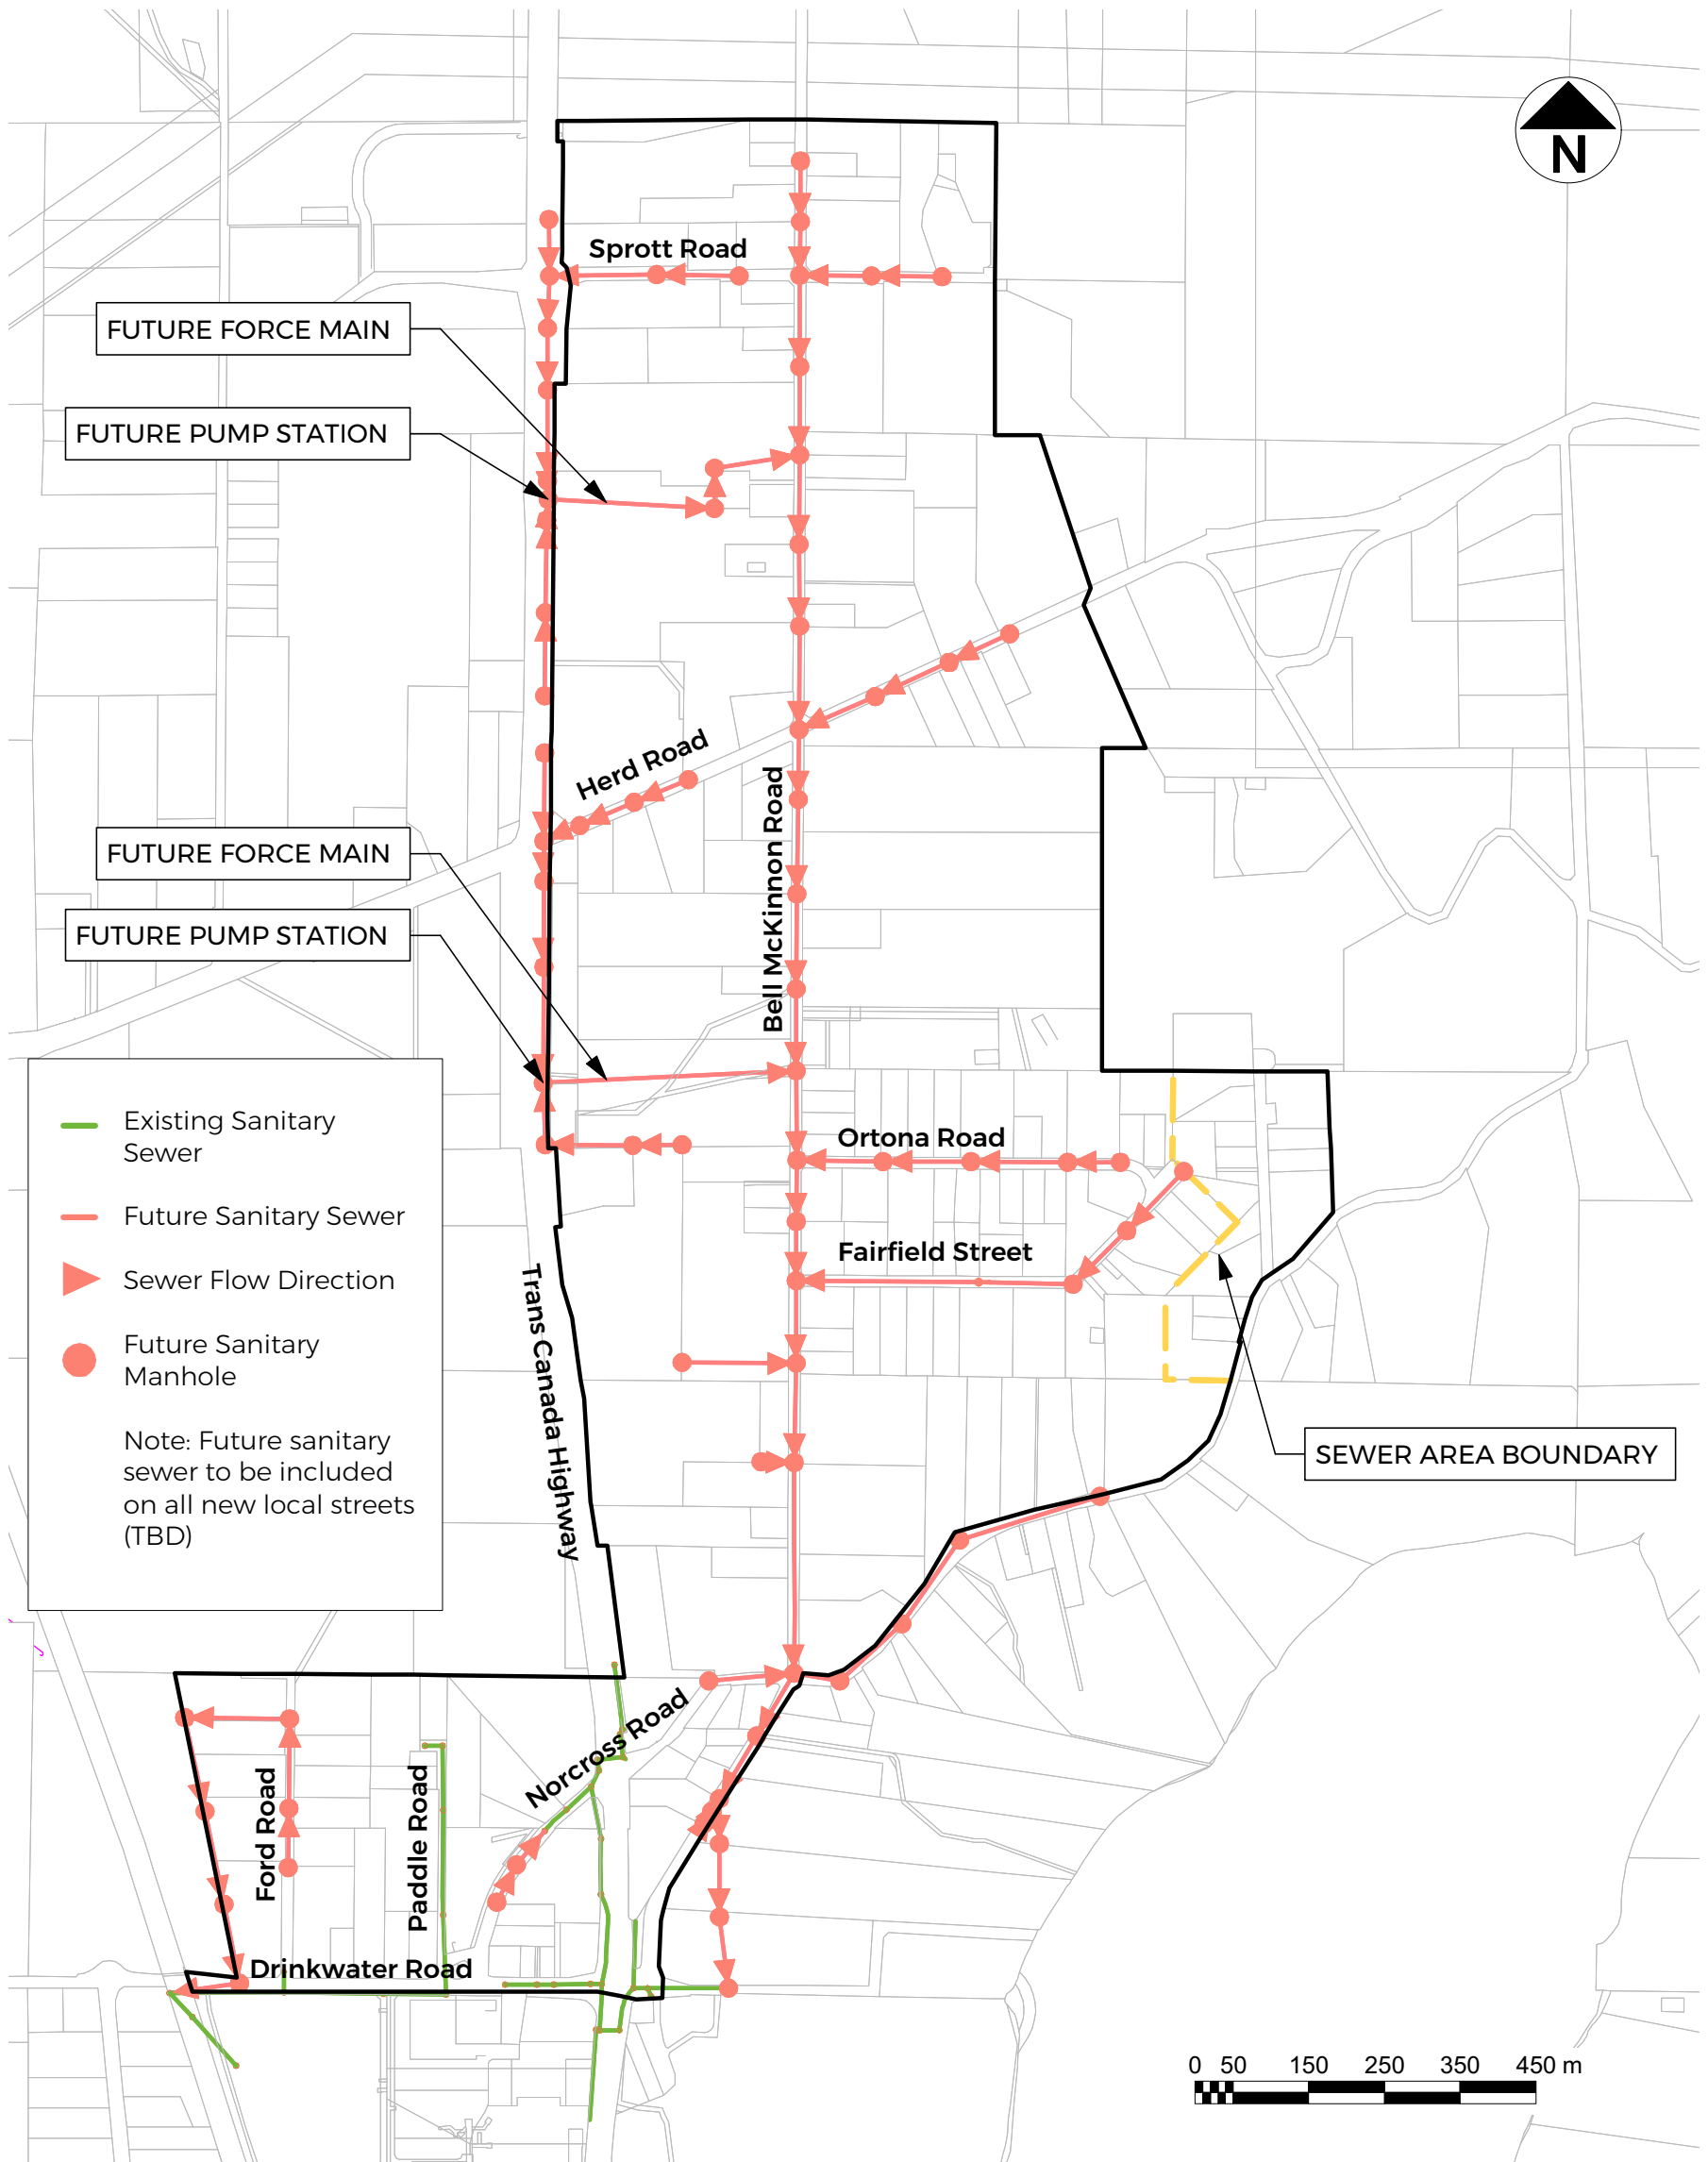 N
Sprott Road
FUTURE FORCE MAIN
FUTURE PUMP STATION
Herd Road
Bell McKinnon Road
FUTURE FORCE MAIN
FUTURE PUMP STATION
Existing Sanitary
Sewer
Future Sanitary Sewer
Sewer Flow Direction
Future Sanitary
Manhole
Note: Future sanitary
sewer to be included
on all new local streets
(TBD)
Ortona Road
Fairfield Street
Trans Canada Highway
SEWER AREA BOUNDARY
Norcross Road
Ford Road
Paddle Road
Drinkwater Road
0 50 150 250 350 450 m